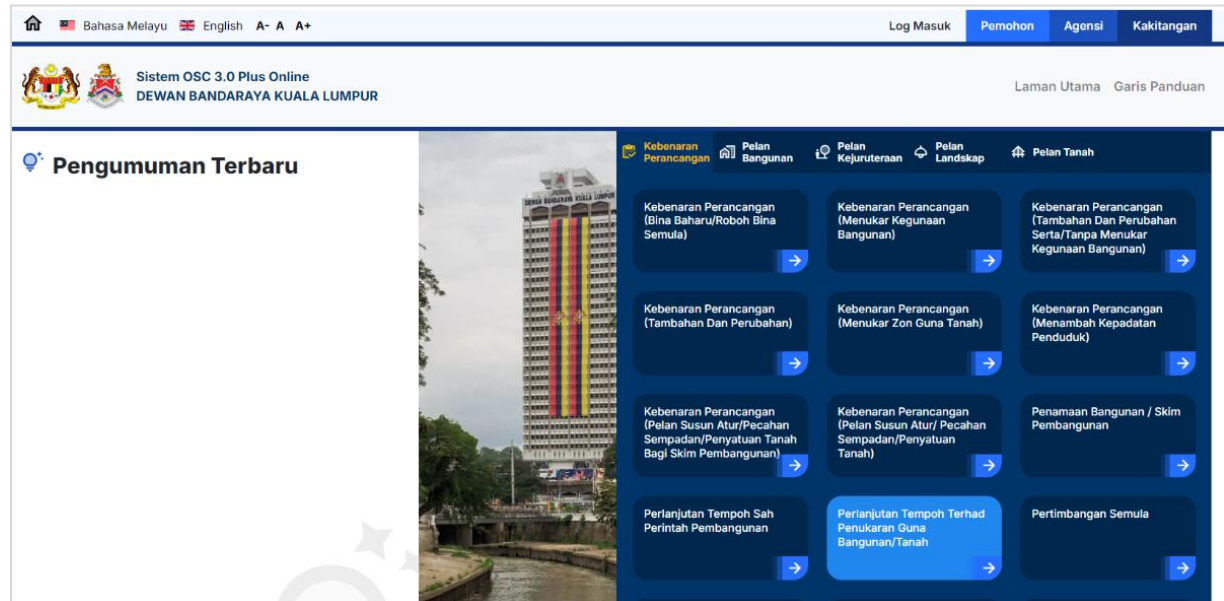 Bahasa Melayu English A- A A+
Log Masuk Pemohon Agensi Kakitangan
Sistem OSC 3.0 Plus Online
DEWAN BANDARAYA KUALA LUMPUR
Laman Utama Garis Panduan
Pengumuman Terbaru
DEWAN BANDARAYA KUALA LUMPUR
Kebenaran
Perancangan
Pelan
Bangunan
Pelan
Kejuruteraan
Pelan
Landskap
Pelan Tanah
Kebenaran Perancangan
(Bina Baharu/Roboh Bina
Semula)
Kebenaran Perancangan
(Menukar Kegunaan
Bangunan)
Kebenaran Perancangan
(Tambahan Dan Perubahan
Serta/Tanpa Menukar
Kegunaan Bangunan)
Kebenaran Perancangan
(Tambahan Dan Perubahan)
Kebenaran Perancangan
(Menukar Zon Guna Tanah)
Kebenaran Perancangan
(Menambah Kepadatan
Penduduk)
Kebenaran Perancangan
(Pelan Susun Atur/Pecahan
Sempadan/Penyatuan Tanah
Bagi Skim Pembangunan)
Kebenaran Perancangan
(Pelan Susun Atur/ Pecahan
Sempadan/Penyatuan
Tanah)
Penamaan Bangunan / Skim
Pembangunan
Perlanjutan Tempoh Sah
Perintah Pembangunan
Perlanjutan Tempoh Terhad
Penukaran Guna
Bangunan/Tanah
Pertimbangan Semula